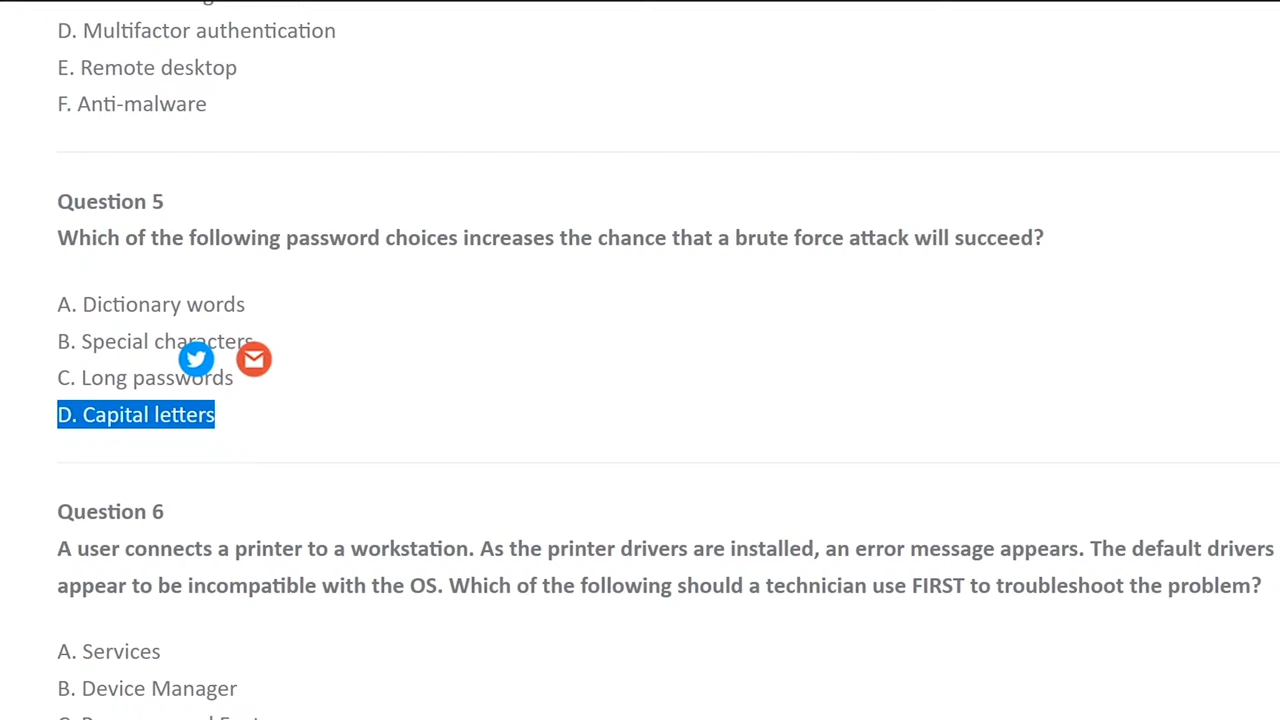 D. Multifactor authentication
E. Remote desktop
F. Anti-malware
Question 5
Which of the following password choices increases the chance that a brute force attack will succeed?
A. Dictionary words
B. Special characters
C. Long passwords
D. Capital letters
Question 6
A user connects a printer to a workstation. As the printer drivers are installed, an error message appears. The default drivers
appear to be incompatible with the OS. Which of the following should a technician use FIRST to troubleshoot the problem?
A. Services
B. Device Manager